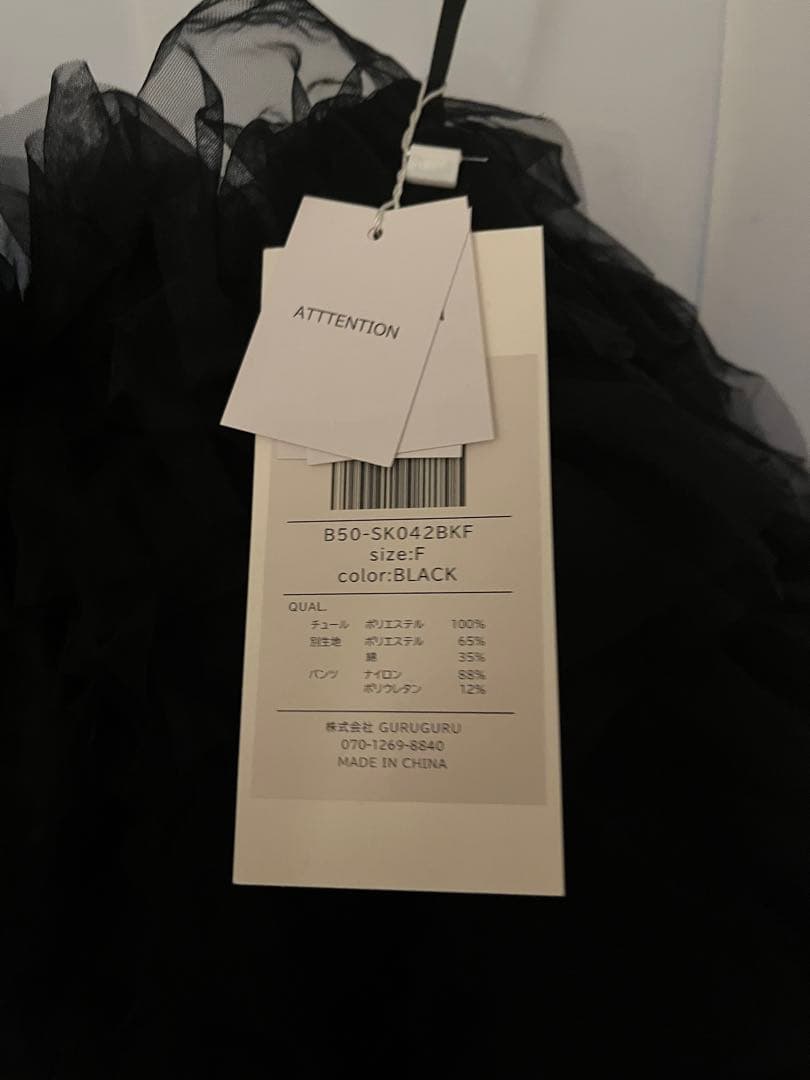 ATTTENTION
B50-SK042BKF
size:F
color:BLACK
QUAL.
チュール ポリエステル 100%
別生地 ポリエステル 65%
綿 35%
パンツ ナイロン 88%
ポリウレタン 12%
株式会社 GURUGURU
070-1269-8840
MADE IN CHINA